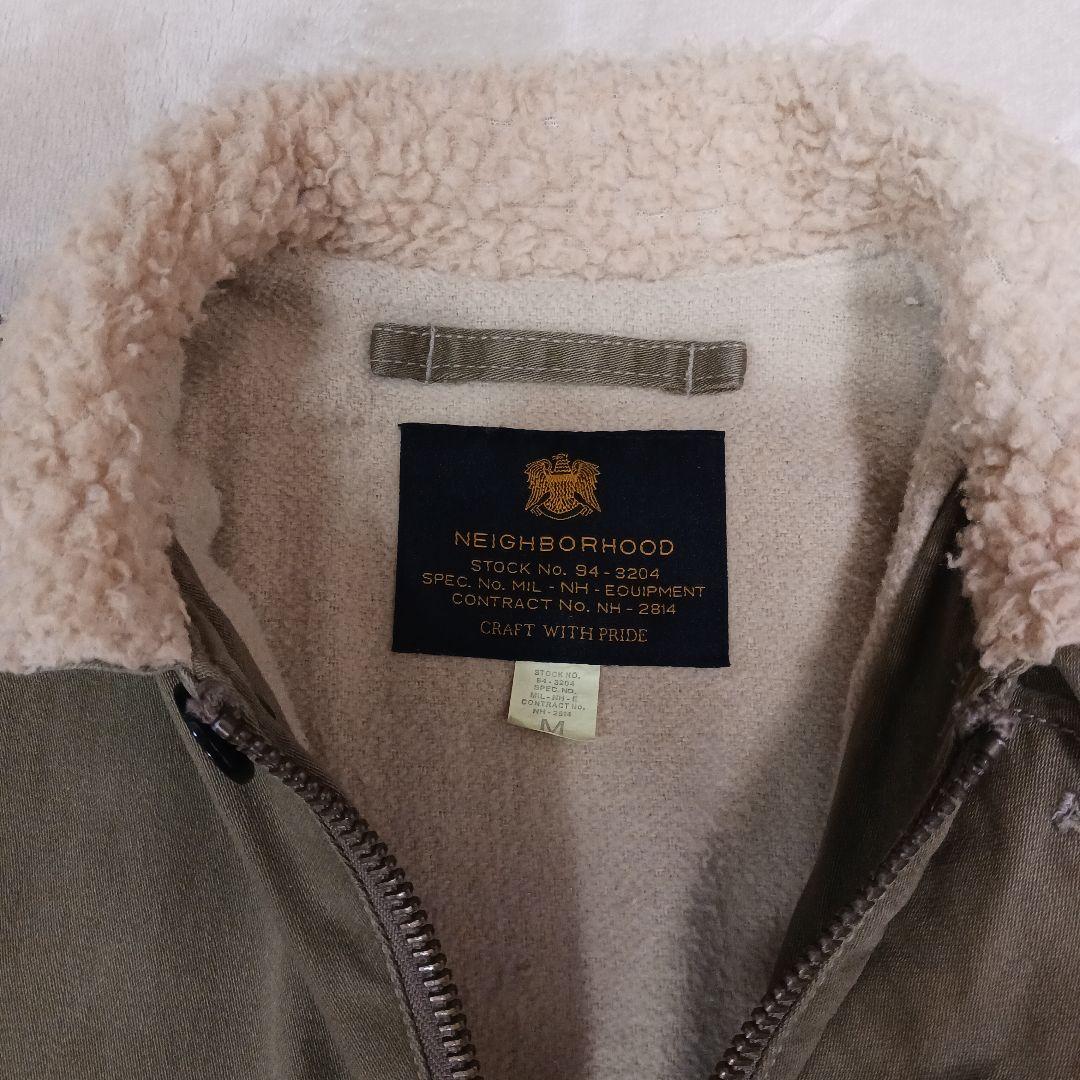 NEIGHBORHOOD
STOCK No. 94-3204
SPEC. No. MIL - NH - EQUIPMENT
CONTRACT No. NH - 2814
CRAFT WITH PRIDE
STOCK NO.
94-3204
SPEC. NO.
MIL-NH-E
CONTRACT No.
NH-2814
M